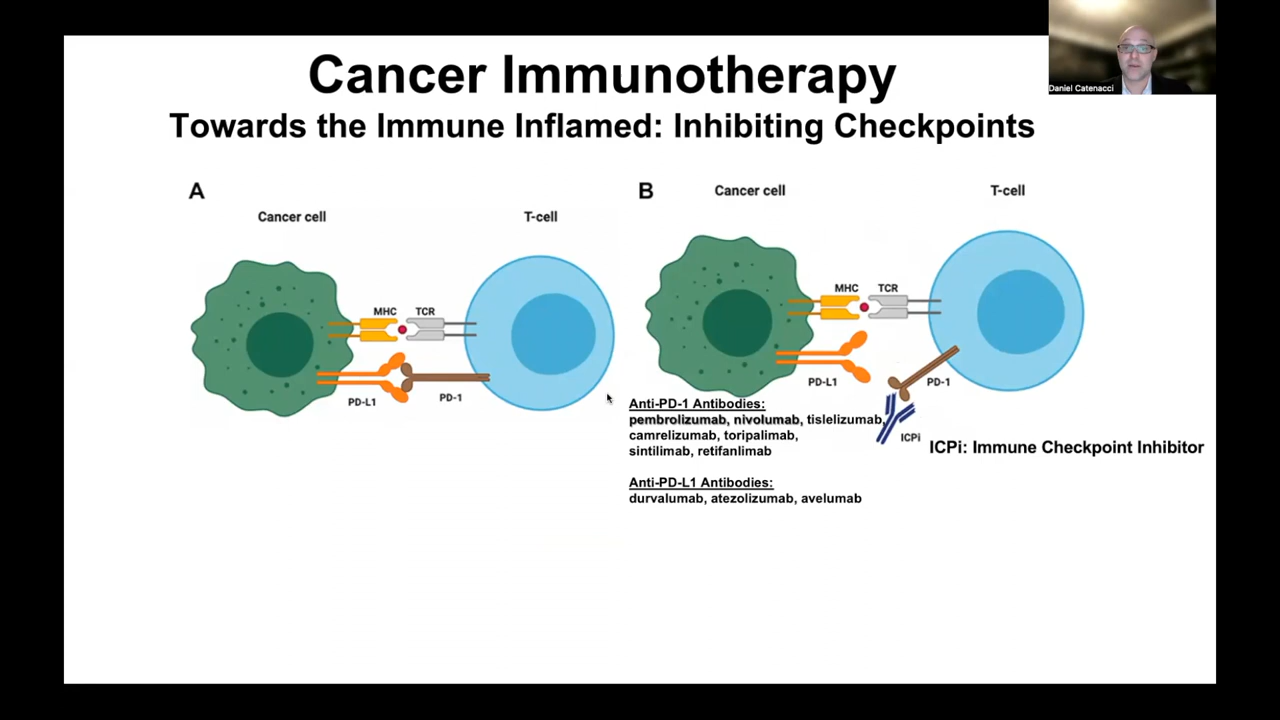 Cancer Immunotherapy
Towards the Immune Inflamed: Inhibiting Checkpoints
Daniel Catenacci
A
Cancer cell
T-cell
MHC
TCR
PD-L1
PD-1
B
Cancer cell
T-cell
MHC
TCR
PD-L1
PD-1
ICPi
ICPi: Immune Checkpoint Inhibitor
Anti-PD-1 Antibodies:
pembrolizumab, nivolumab, tislelizumab,
camrelizumab, toripalimab,
sintilimab, retifanlimab
Anti-PD-L1 Antibodies:
durvalumab, atezolizumab, avelumab